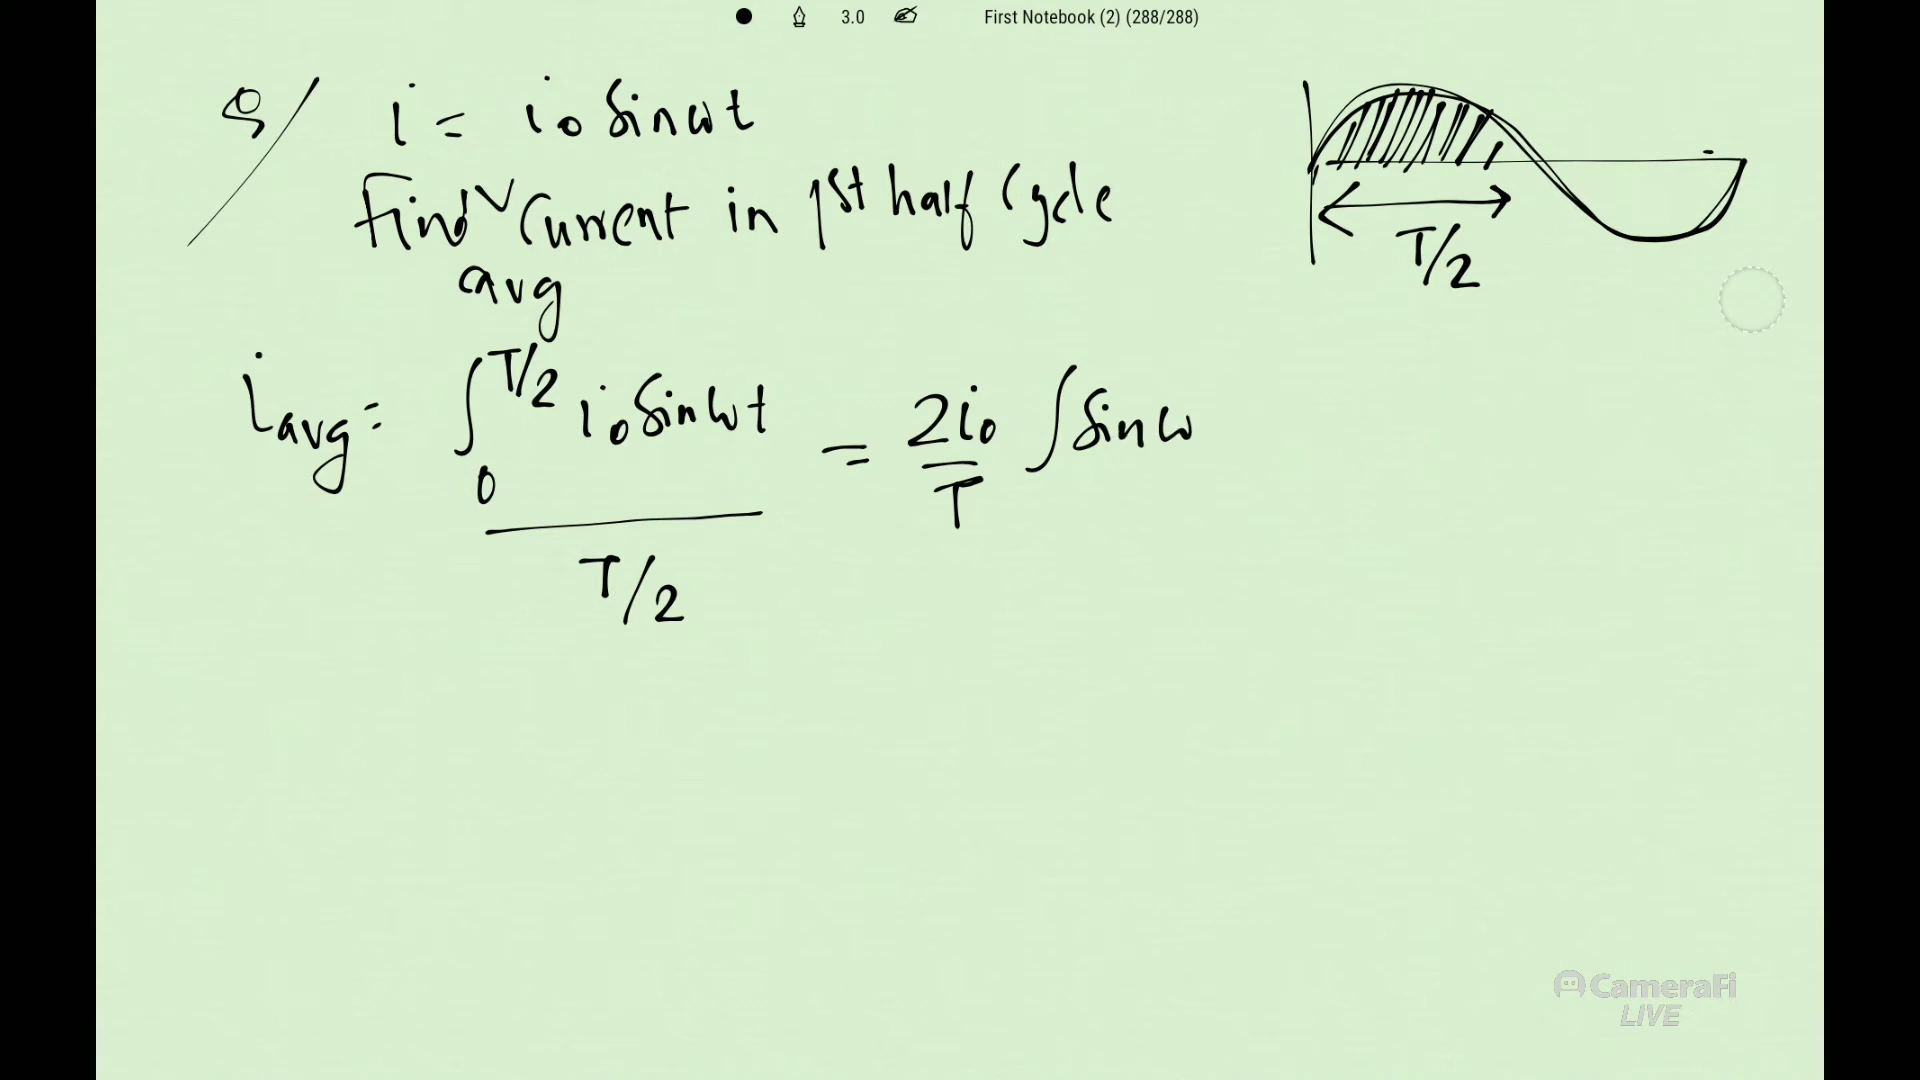 3.0 First Notebook (2) (288/288)
Q/ i = i₀ sinωt
Find avg Current in 1st half Cycle
T/2
i_avg = ∫₀^{T/2} i₀ sinωt / T/2 = 2i₀/T ∫ sinω
CameraFi
LIVE